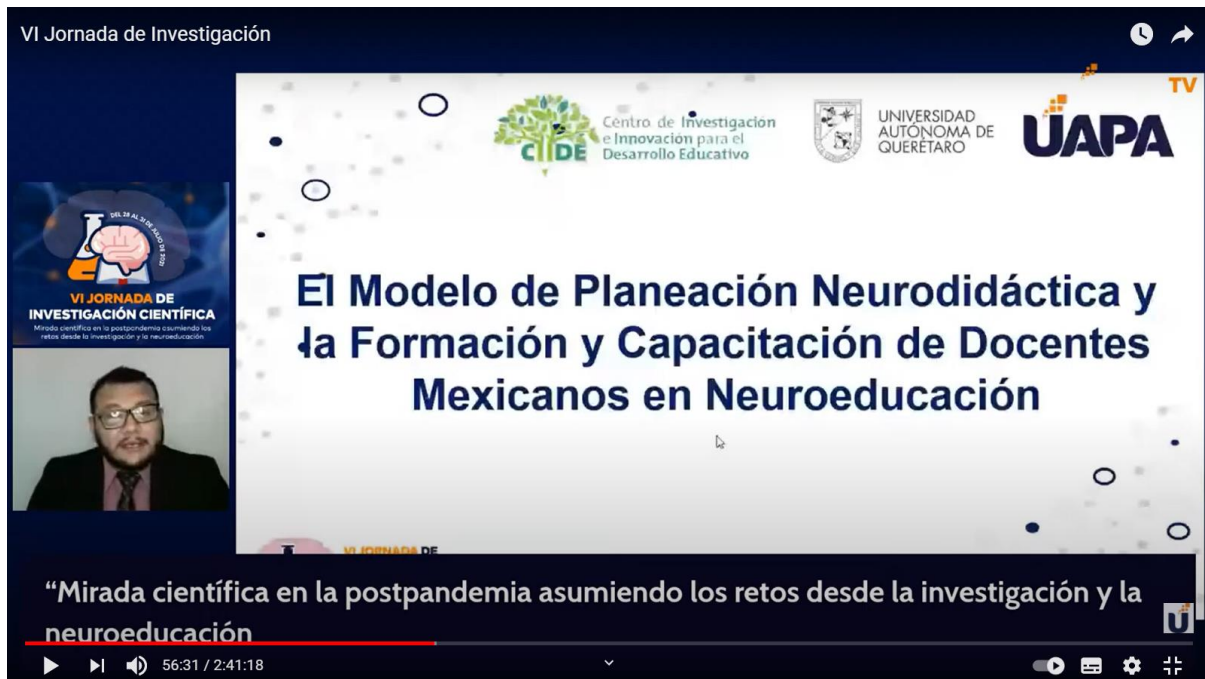 VI Jornada de Investigación
TV
Centro de Investigación
e Innovación para el
Desarrollo Educativo
CIIDE
UNIVERSIDAD
AUTÓNOMA DE
QUERÉTARO
UAPA
DEL 28 AL 31 DE JULIO DE 2021
VI JORNADA DE
INVESTIGACIÓN CIENTÍFICA
Mirada científica en la postpandemia asumiendo los
retos desde la investigación y la neuroeducación
El Modelo de Planeación Neurodidáctica y
la Formación y Capacitación de Docentes
Mexicanos en Neuroeducación
VI JORNADA DE
“Mirada científica en la postpandemia asumiendo los retos desde la investigación y la
neuroeducación
U
56:31 / 2:41:18